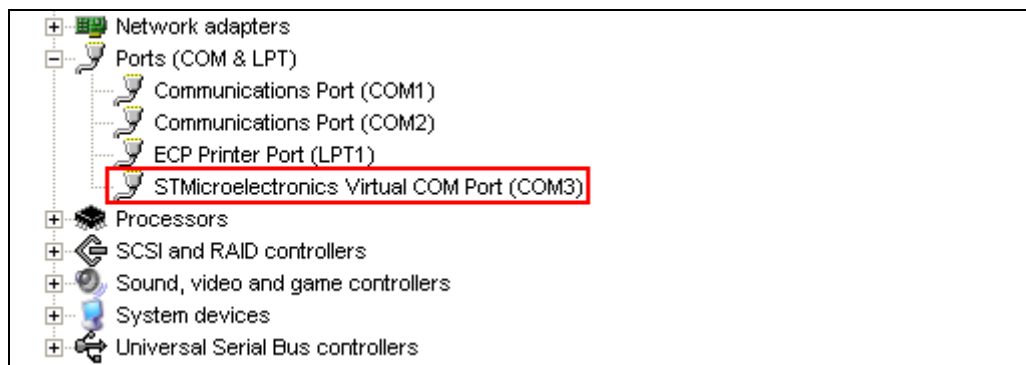 Network adapters
Ports (COM & LPT)
Communications Port (COM1)
Communications Port (COM2)
ECP Printer Port (LPT1)
STMicroelectronics Virtual COM Port (COM3)
Processors
SCSI and RAID controllers
Sound, video and game controllers
System devices
Universal Serial Bus controllers